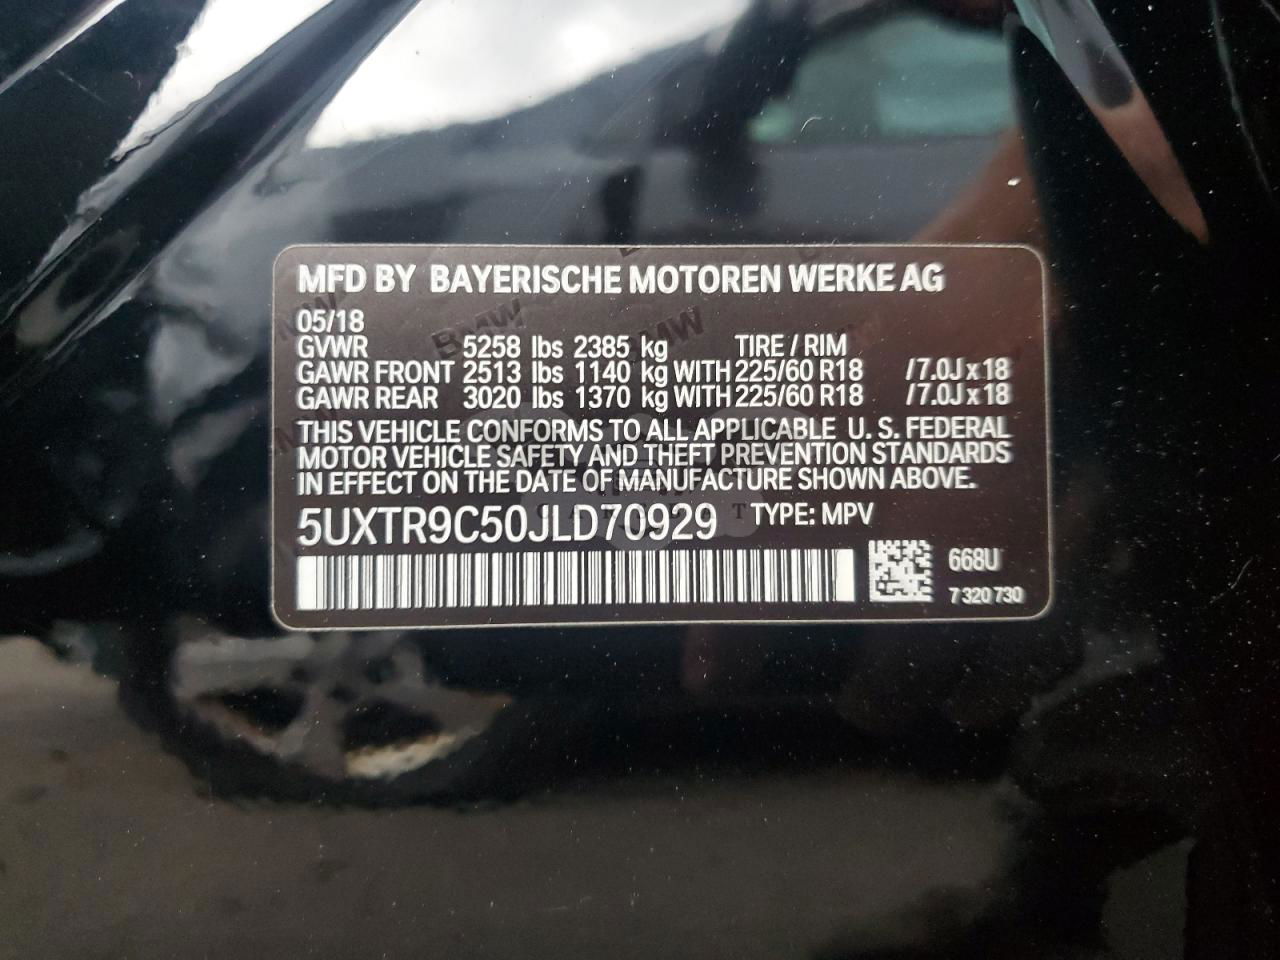 MFD BY BAYERISCHE MOTOREN WERKE AG
05/18
GVWR 5258 lbs 2385 kg TIRE / RIM
GAWR FRONT 2513 lbs 1140 kg WITH 225/60 R18 /7.0J x 18
GAWR REAR 3020 lbs 1370 kg WITH 225/60 R18 /7.0J x 18
THIS VEHICLE CONFORMS TO ALL APPLICABLE U. S. FEDERAL
MOTOR VEHICLE SAFETY AND THEFT PREVENTION STANDARDS
IN EFFECT ON THE DATE OF MANUFACTURE SHOWN ABOVE.
5UXTR9C50JLD70929 TYPE: MPV
668U
7 320 730